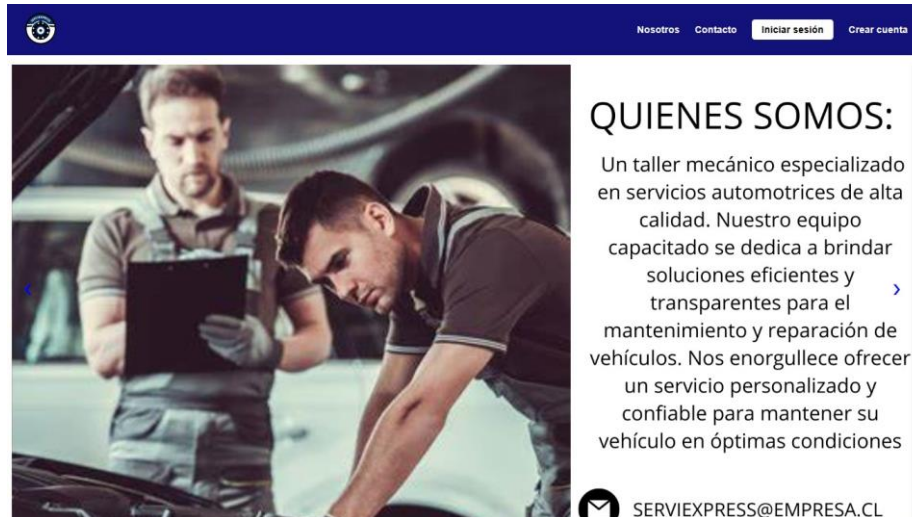 Nosotros Contacto Iniciar sesión Crear cuenta
QUIENES SOMOS:
Un taller mecánico especializado
en servicios automotrices de alta
calidad. Nuestro equipo
capacitado se dedica a brindar
soluciones eficientes y
transparentes para el
mantenimiento y reparación de
vehículos. Nos enorgullece ofrecer
un servicio personalizado y
confiable para mantener su
vehículo en óptimas condiciones
SERVIEXPRESS@EMPRESA.CL